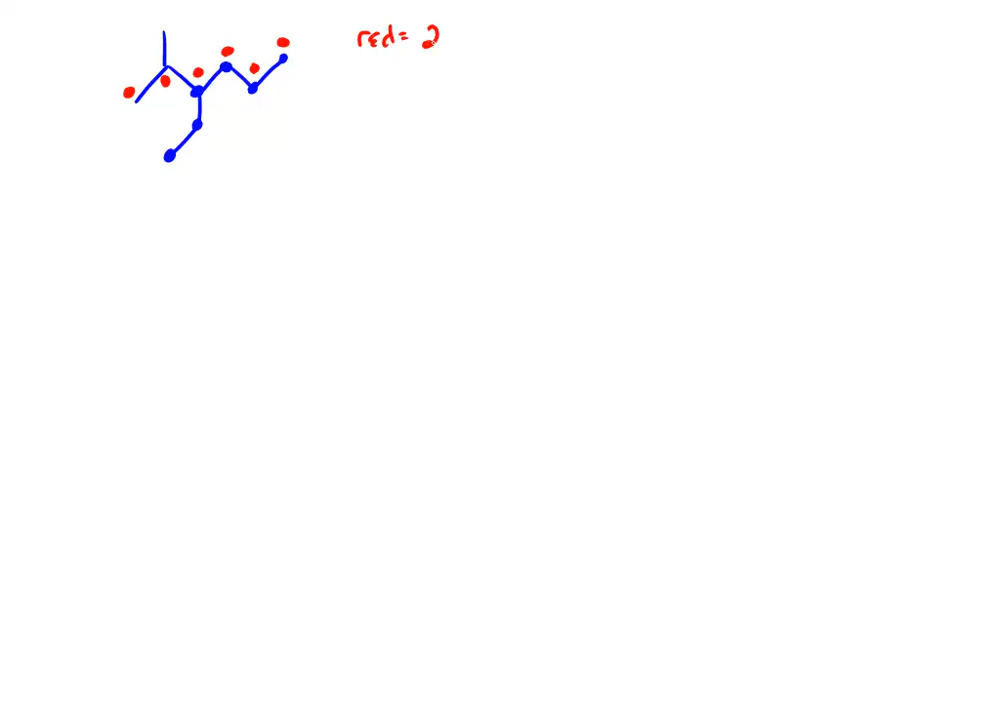 red = 2